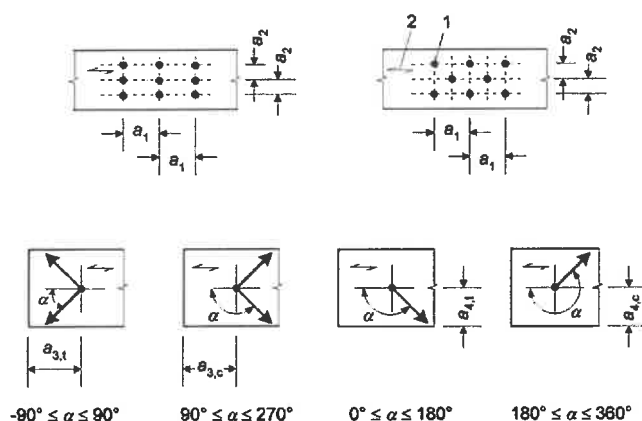 2
1
a₂
a₂
a₂
a₂
a₁
a₁
a₁
a₁
α
α
α
α
a₃,t
a₃,c
a₄,t
a₄,c
-90° ≤ α ≤ 90°
90° ≤ α ≤ 270°
0° ≤ α ≤ 180°
180° ≤ α ≤ 360°